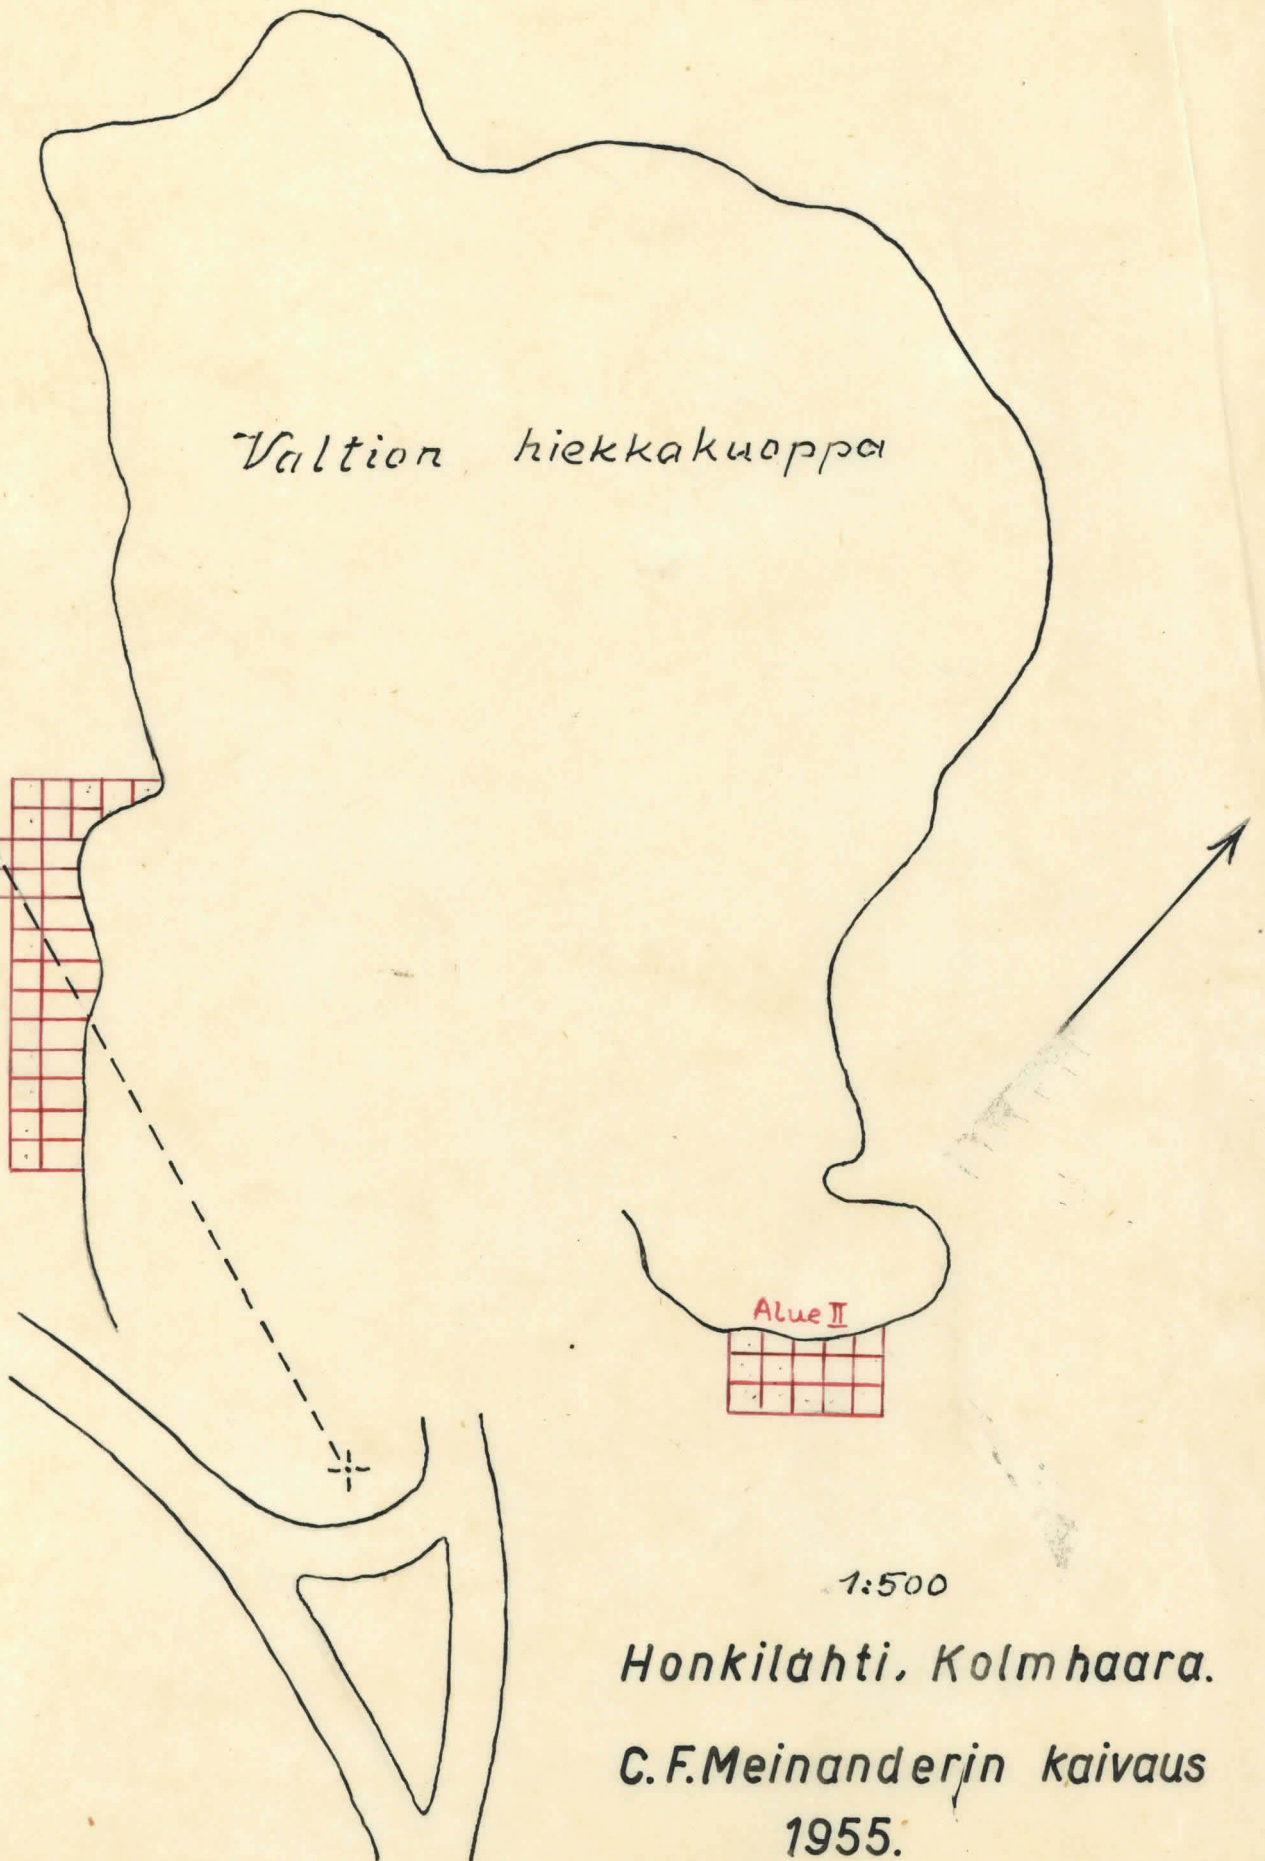 Valtion hiekkakuoppa
Alue II
1:500
Honkilahti, Kolmhaara.
C.F.Meinanderin kaivaus
1955.